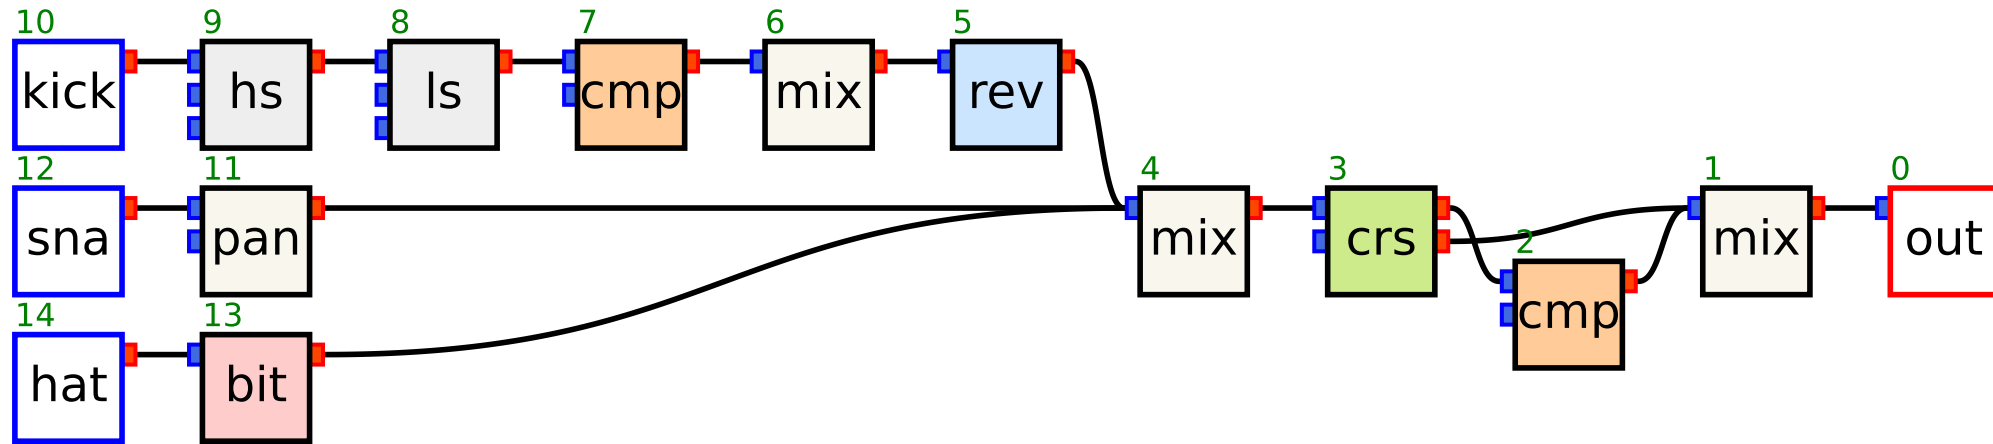 10 9 8 7 6 5
kick hs ls cmp mix rev
12 11 4 3 1 0
sna pan mix crs mix out
2
14 13
cmp
hat bit